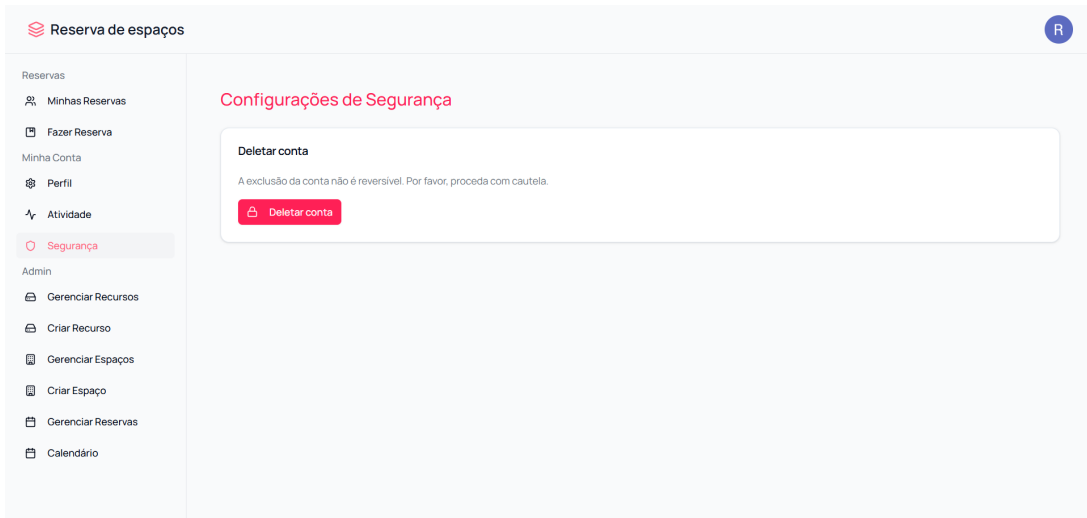 Reserva de espaços
R
Reservas
Minhas Reservas
Fazer Reserva
Minha Conta
Perfil
Atividade
Segurança
Admin
Gerenciar Recursos
Criar Recurso
Gerenciar Espaços
Criar Espaço
Gerenciar Reservas
Calendário
Configurações de Segurança
Deletar conta
A exclusão da conta não é reversível. Por favor, proceda com cautela.
Deletar conta